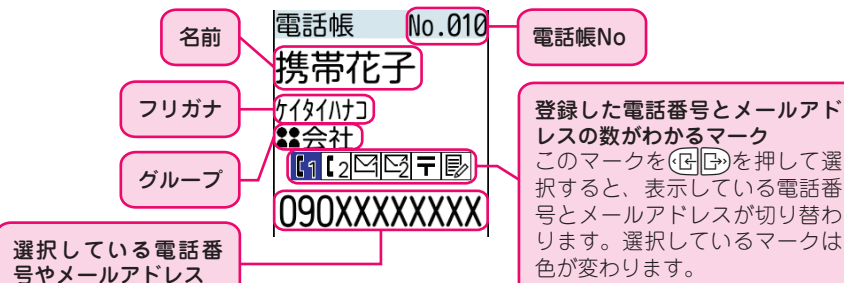 名前
フリガナ
グループ
選択している電話番
号やメールアドレス
電話帳 No.010
携帯花子
ｹｲﾀｲﾊﾅｺ
会社
1 2 1 2 〒
090XXXXXXXX
電話帳No
登録した電話番号とメールアド
レスの数がわかるマーク
このマークを を押して選
択すると、表示している電話番
号とメールアドレスが切り替わ
ります。選択しているマークは
色が変わります。